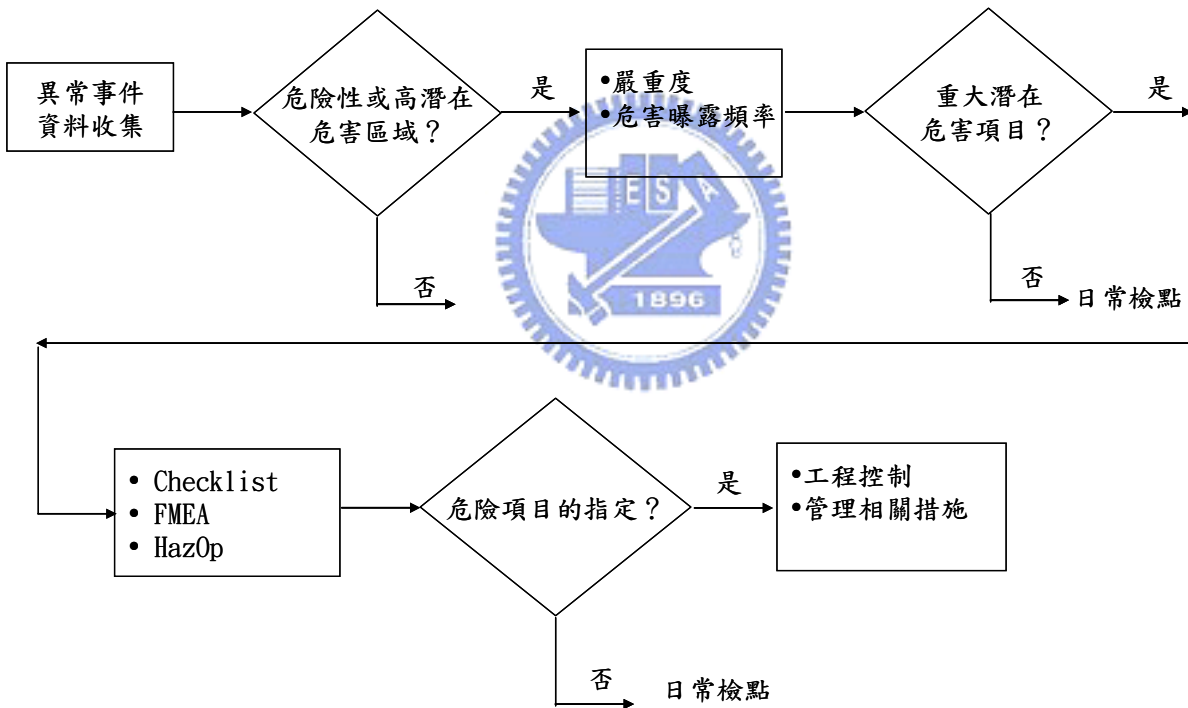 異常事件
資料收集
危險性或高潛在
危害區域？
是
•嚴重度
•危害曝露頻率
重大潛在
危害項目？
是
否
否
日常檢點
E S A
1896
• Checklist
• FMEA
• HazOp
危險項目的指定？
是
•工程控制
•管理相關措施
否
日常檢點